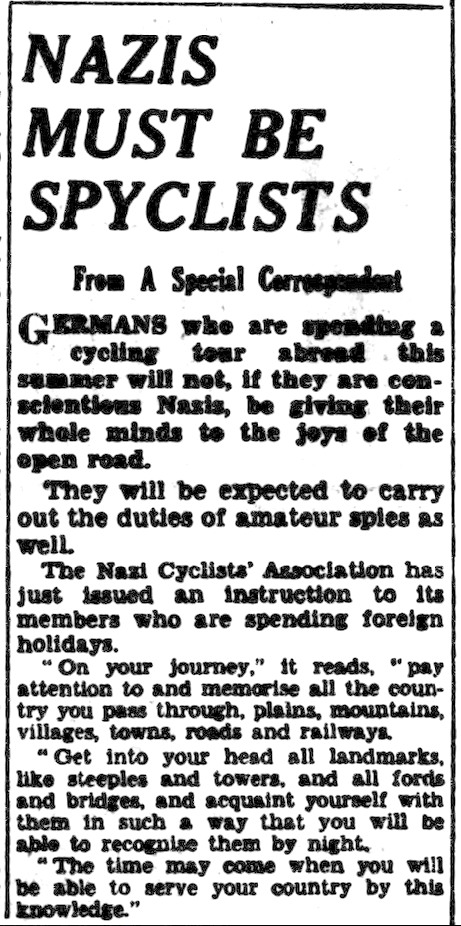 NAZIS
MUST BE
SPYCLISTS
From A Special Correspondent
GERMANS who are spending a
cycling tour abroad this
summer will not, if they are con-
scientious Nazis, be giving their
whole minds to the joys of the
open road.
They will be expected to carry
out the duties of amateur spies as
well.
The Nazi Cyclists' Association has
just issued an instruction to its
members who are spending foreign
holidays.
"On your journey," it reads, "pay
attention to and memorise all the coun-
try you pass through, plains, mountains,
villages, towns, roads and railways.
"Get into your head all landmarks,
like steeples and towers, and all fords
and bridges, and acquaint yourself with
them in such a way that you will be
able to recognise them by night.
"The time may come when you will
be able to serve your country by this
knowledge."